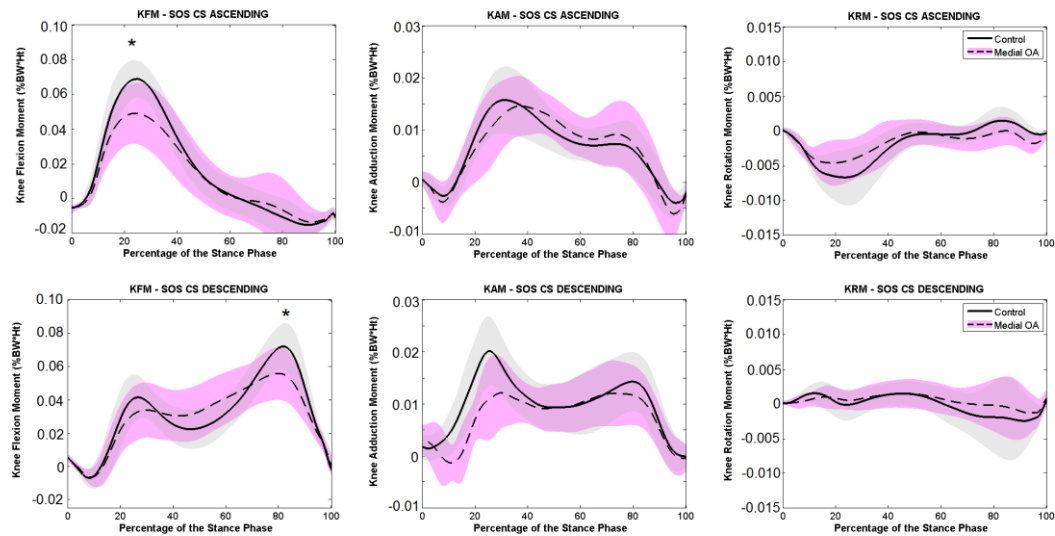 KFM - SOS CS ASCENDING
Knee Flexion Moment (%BW*Ht)
0.10
0.08
0.06
0.04
0.02
0
-0.02
*
0 20 40 60 80 100
Percentage of the Stance Phase
KAM - SOS CS ASCENDING
Knee Adduction Moment (%BW*Ht)
0.03
0.02
0.01
0
-0.01
0 20 40 60 80 100
Percentage of the Stance Phase
KRM - SOS CS ASCENDING
Knee Rotation Moment (%BW*Ht)
0.015
0.010
0.005
0
-0.005
-0.010
-0.015
Control
Medial OA
0 20 40 60 80 100
Percentage of the Stance Phase
KFM - SOS CS DESCENDING
Knee Flexion Moment (%BW*Ht)
0.10
0.08
0.06
0.04
0.02
0
-0.02
*
0 20 40 60 80 100
Percentage of the Stance Phase
KAM - SOS CS DESCENDING
Knee Adduction Moment (%BW*Ht)
0.03
0.02
0.01
0
-0.01
0 20 40 60 80 100
Percentage of the Stance Phase
KRM - SOS CS DESCENDING
Knee Rotation Moment (%BW*Ht)
0.015
0.010
0.005
0
-0.005
-0.010
-0.015
Control
Medial OA
0 20 40 60 80 100
Percentage of the Stance Phase